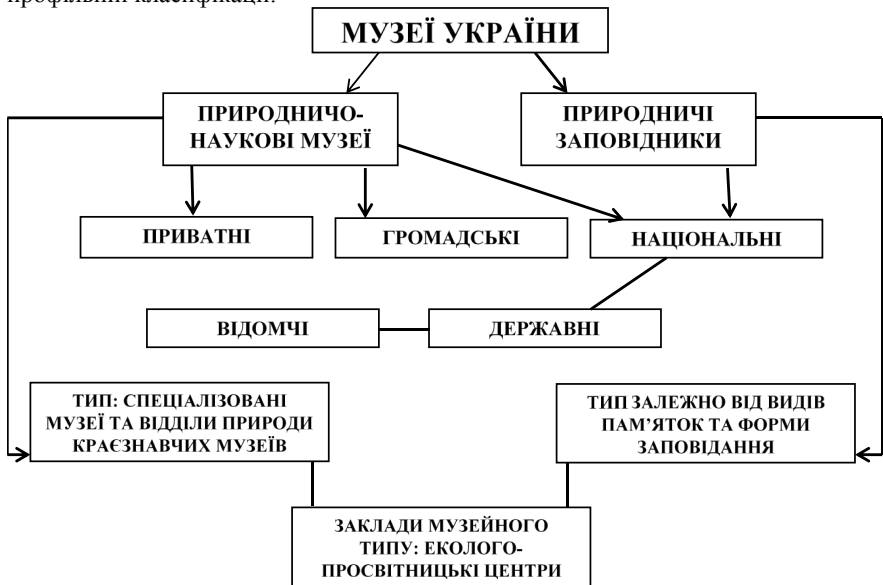 профільній класифікації.
МУЗЕЇ УКРАЇНИ
ПРИРОДНИЧО-
НАУКОВІ МУЗЕЇ
ПРИРОДНИЧІ
ЗАПОВІДНИКИ
ПРИВАТНІ
ГРОМАДСЬКІ
НАЦІОНАЛЬНІ
ВІДОМЧІ
ДЕРЖАВНІ
ТИП: СПЕЦІАЛІЗОВАНІ
МУЗЕЇ ТА ВІДДІЛИ ПРИРОДИ
КРАЄЗНАВЧИХ МУЗЕЇВ
ТИП ЗАЛЕЖНО ВІД ВИДІВ
ПАМ’ЯТОК ТА ФОРМИ
ЗАПОВІДАННЯ
ЗАКЛАДИ МУЗЕЙНОГО
ТИПУ: ЕКОЛОГО-
ПРОСВІТНИЦЬКІ ЦЕНТРИ